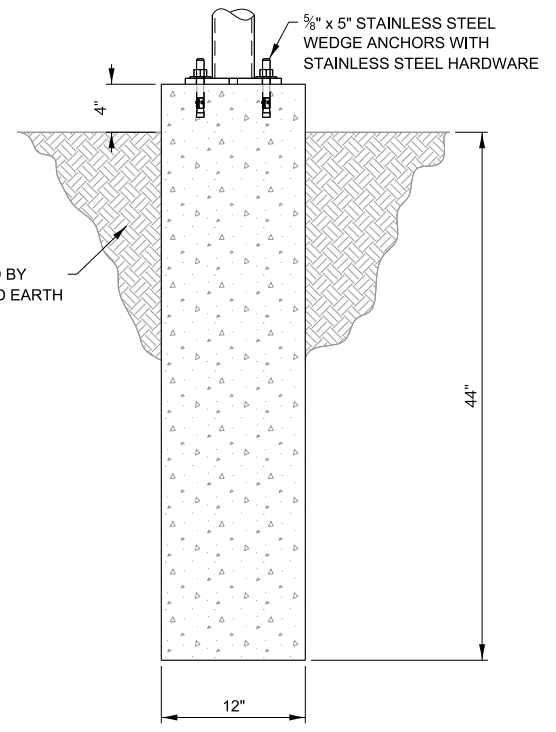 ⅝" x 5" STAINLESS STEEL
WEDGE ANCHORS WITH
STAINLESS STEEL HARDWARE
4"
BY
EARTH
44"
12"